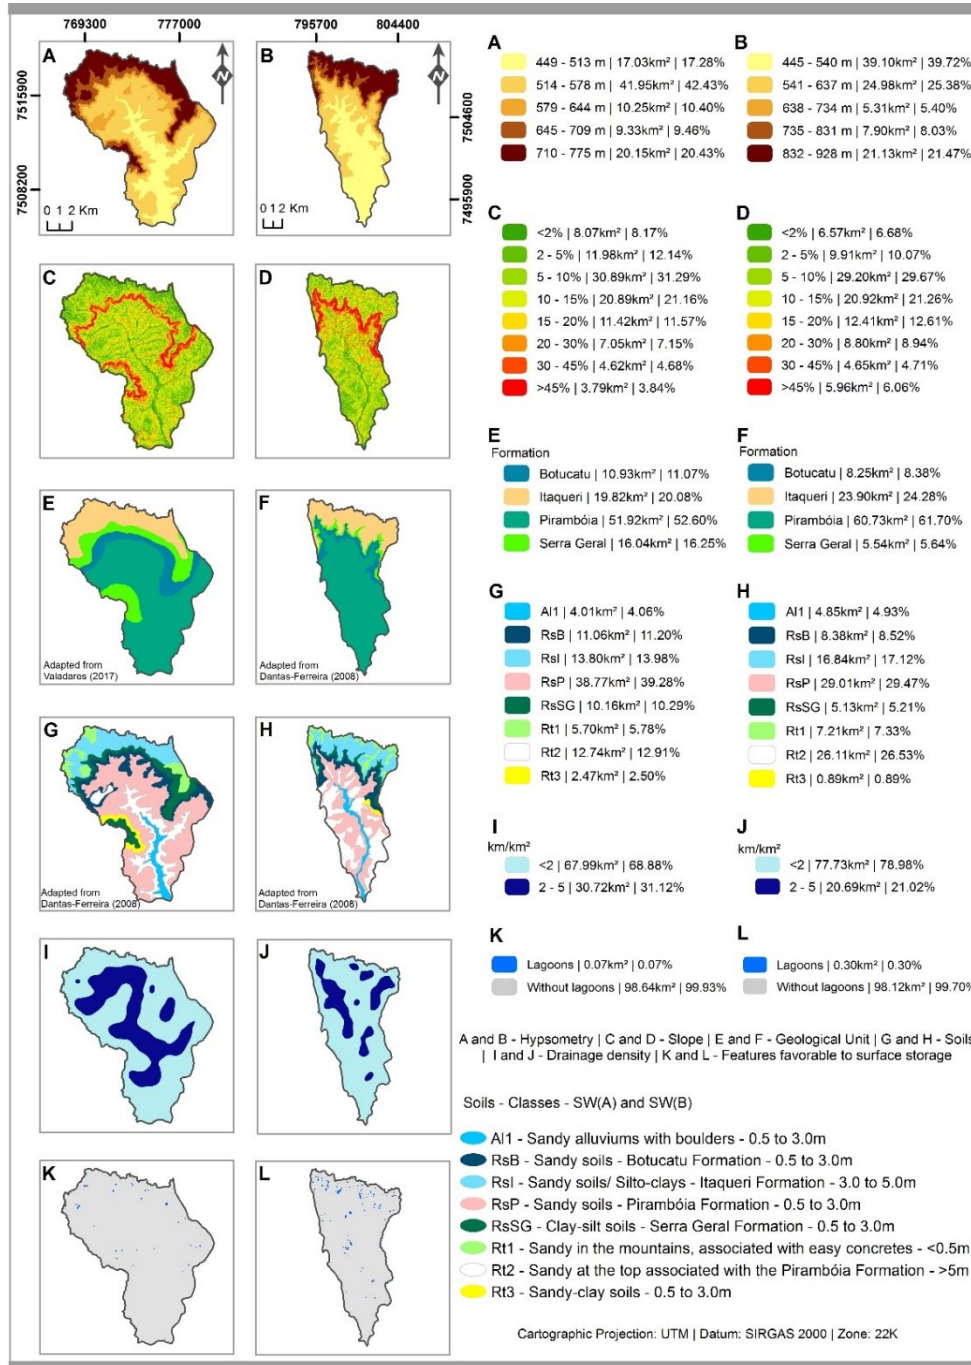 769300 777000 795700 804400
A
B
N
N
7515900
7508200
7504600
7495900
0 1 2 Km
0 1 2 Km
A
449 - 513 m | 17.03km² | 17.28%
514 - 578 m | 41.95km² | 42.43%
579 - 644 m | 10.25km² | 10.40%
645 - 709 m | 9.33km² | 9.46%
710 - 775 m | 20.15km² | 20.43%
B
445 - 540 m | 39.10km² | 39.72%
541 - 637 m | 24.98km² | 25.38%
638 - 734 m | 5.31km² | 5.40%
735 - 831 m | 7.90km² | 8.03%
832 - 928 m | 21.13km² | 21.47%
C
D
C
<2% | 8.07km² | 8.17%
2 - 5% | 11.98km² | 12.14%
5 - 10% | 30.89km² | 31.29%
10 - 15% | 20.89km² | 21.16%
15 - 20% | 11.42km² | 11.57%
20 - 30% | 7.05km² | 7.15%
30 - 45% | 4.62km² | 4.68%
>45% | 3.79km² | 3.84%
D
<2% | 6.57km² | 6.68%
2 - 5% | 9.91km² | 10.07%
5 - 10% | 29.20km² | 29.67%
10 - 15% | 20.92km² | 21.26%
15 - 20% | 12.41km² | 12.61%
20 - 30% | 8.80km² | 8.94%
30 - 45% | 4.65km² | 4.71%
>45% | 5.96km² | 6.06%
E
Adapted from
Valadares (2017)
F
Adapted from
Dantas-Ferreira (2008)
E
Formation
Botucatu | 10.93km² | 11.07%
Itaqueri | 19.82km² | 20.08%
Pirambóia | 51.92km² | 52.60%
Serra Geral | 16.04km² | 16.25%
F
Formation
Botucatu | 8.25km² | 8.38%
Itaqueri | 23.90km² | 24.28%
Pirambóia | 60.73km² | 61.70%
Serra Geral | 5.54km² | 5.64%
G
Adapted from
Dantas-Ferreira (2008)
H
Adapted from
Dantas-Ferreira (2008)
G
Al1 | 4.01km² | 4.06%
RsB | 11.06km² | 11.20%
RsI | 13.80km² | 13.98%
RsP | 38.77km² | 39.28%
RsSG | 10.16km² | 10.29%
Rt1 | 5.70km² | 5.78%
Rt2 | 12.74km² | 12.91%
Rt3 | 2.47km² | 2.50%
H
Al1 | 4.85km² | 4.93%
RsB | 8.38km² | 8.52%
RsI | 16.84km² | 17.12%
RsP | 29.01km² | 29.47%
RsSG | 5.13km² | 5.21%
Rt1 | 7.21km² | 7.33%
Rt2 | 26.11km² | 26.53%
Rt3 | 0.89km² | 0.89%
I
J
I
km/km²
<2 | 67.99km² | 68.88%
2 - 5 | 30.72km² | 31.12%
J
km/km²
<2 | 77.73km² | 78.98%
2 - 5 | 20.69km² | 21.02%
K
L
K
Lagoons | 0.07km² | 0.07%
Without lagoons | 98.64km² | 99.93%
L
Lagoons | 0.30km² | 0.30%
Without lagoons | 98.12km² | 99.70%
A and B - Hypsometry | C and D - Slope | E and F - Geological Unit | G and H - Soils
| I and J - Drainage density | K and L - Features favorable to surface storage
Soils - Classes - SW(A) and SW(B)
Al1 - Sandy alluviums with boulders - 0.5 to 3.0m
RsB - Sandy soils - Botucatu Formation - 0.5 to 3.0m
RsI - Sandy soils/ Silto-clays - Itaqueri Formation - 3.0 to 5.0m
RsP - Sandy soils - Pirambóia Formation - 0.5 to 3.0m
RsSG - Clay-silt soils - Serra Geral Formation - 0.5 to 3.0m
Rt1 - Sandy in the mountains, associated with easy concretes - <0.5m
Rt2 - Sandy at the top associated with the Pirambóia Formation - >5m
Rt3 - Sandy-clay soils - 0.5 to 3.0m
Cartographic Projection: UTM | Datum: SIRGAS 2000 | Zone: 22K